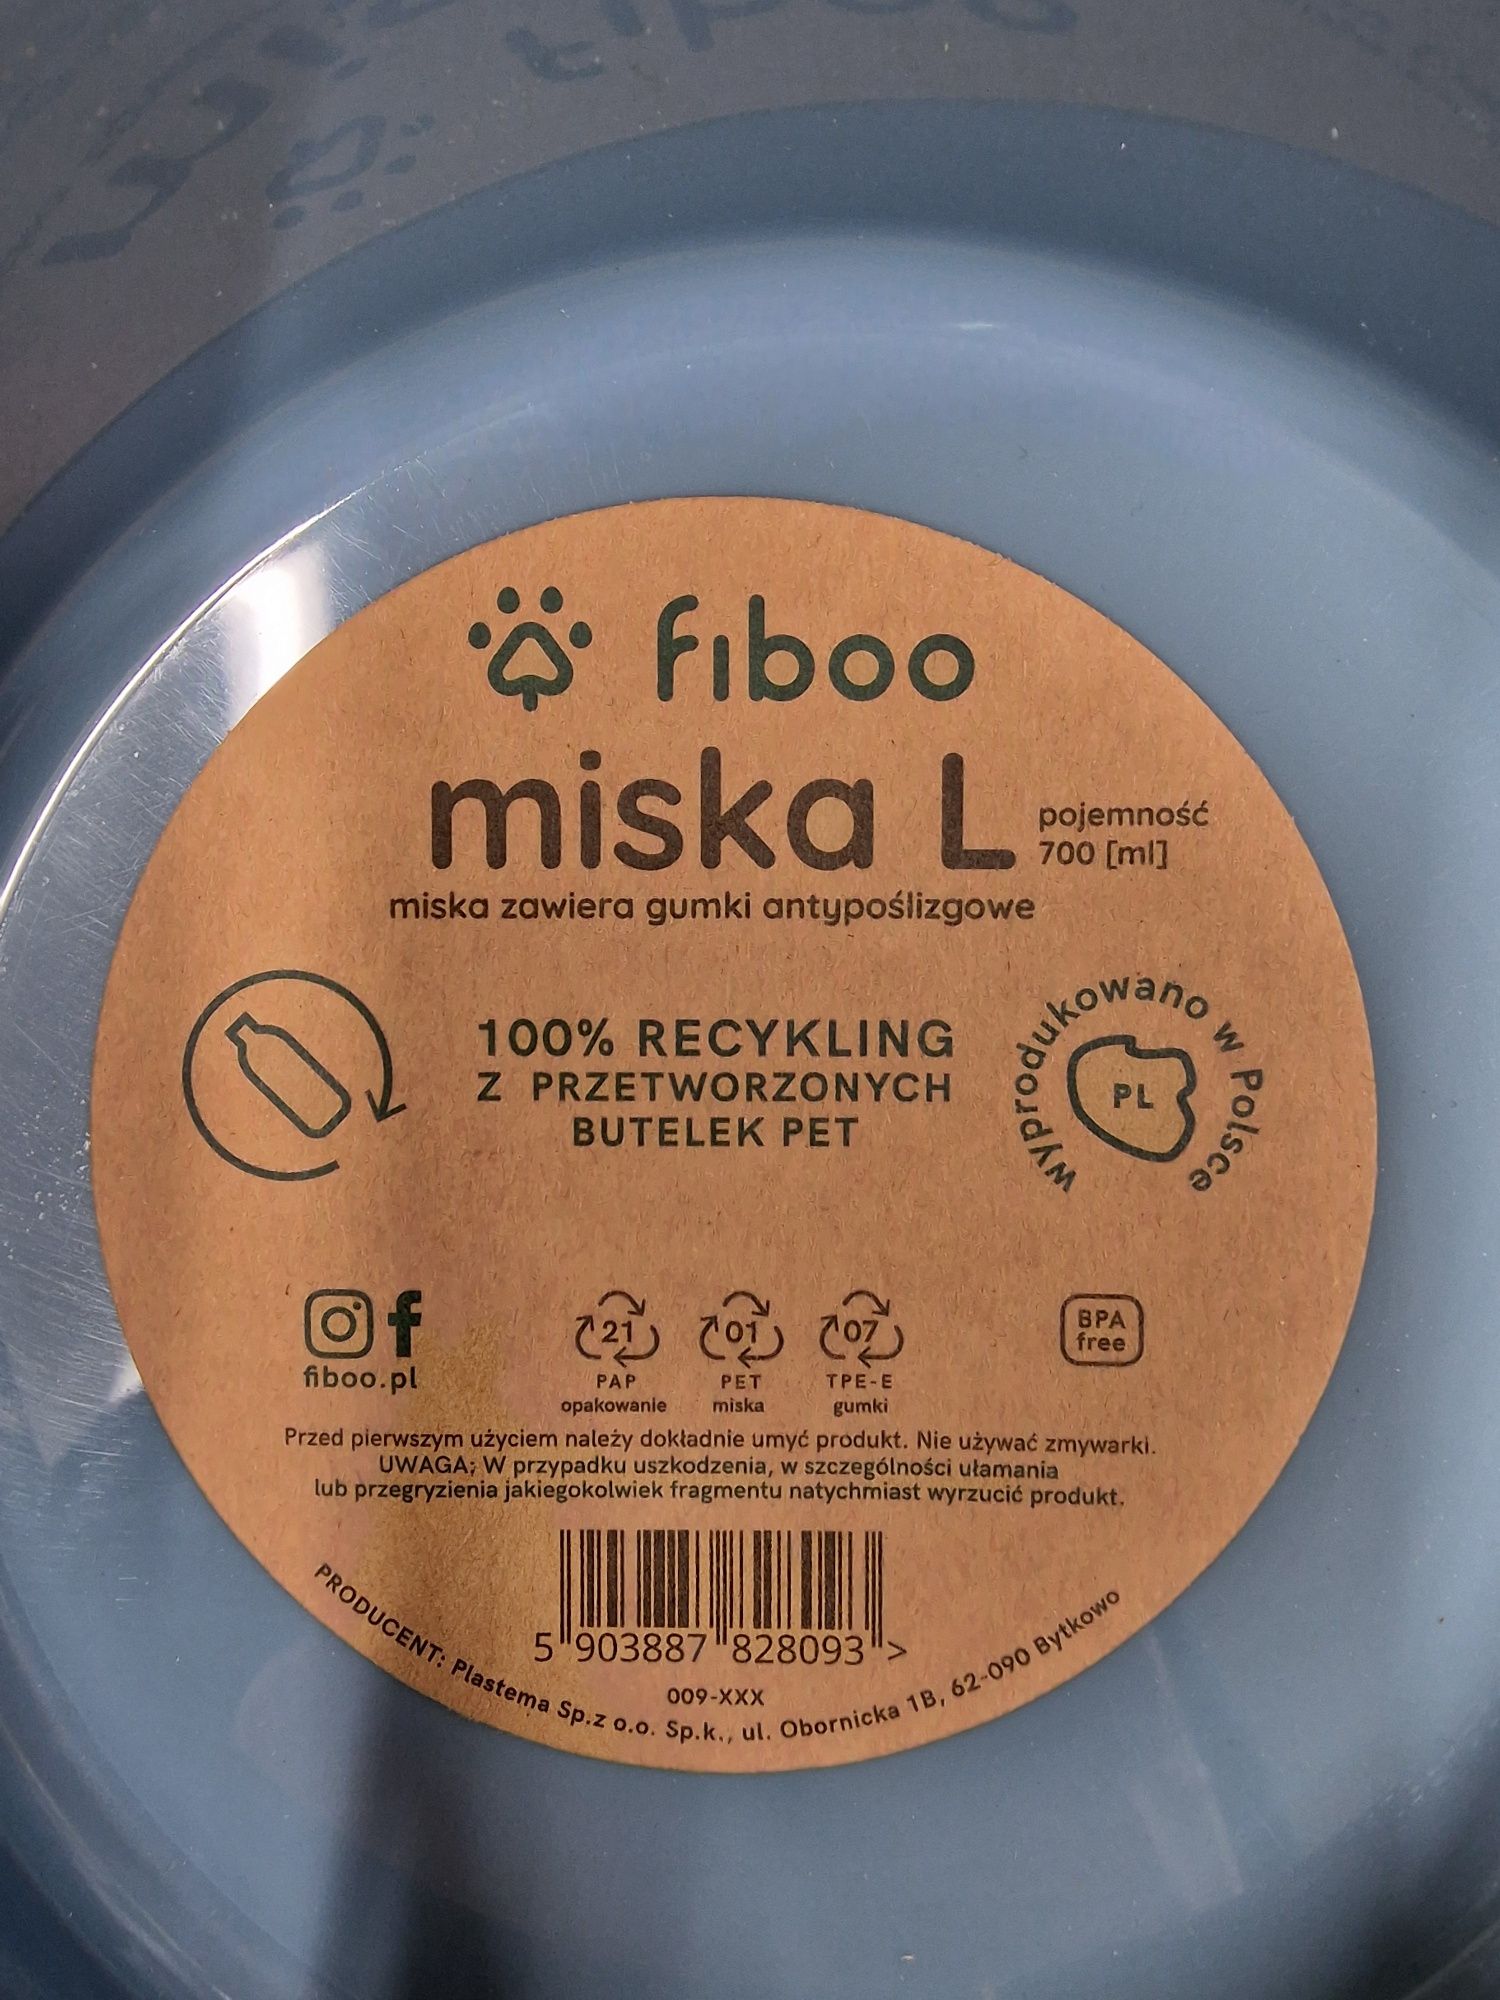 fiboo
miska L
pojemność
700 [ml]
miska zawiera gumki antypoślizgowe
100% RECYKLING
Z PRZETWORZONYCH
BUTELEK PET
wyprodukowano w Polsce
PL
fiboo.pl
21
PAP
opakowanie
01
PET
miska
07
TPE-E
gumki
BPA
free
Przed pierwszym użyciem należy dokładnie umyć produkt. Nie używać zmywarki.
UWAGA; W przypadku uszkodzenia, w szczególności ułamania
lub przegryzienia jakiegokolwiek fragmentu natychmiast wyrzucić produkt.
5 903887 828093 >
009-XXX
PRODUCENT: Plastema Sp.z o.o. Sp.k., ul. Obornicka 1B, 62-090 Bytkowo